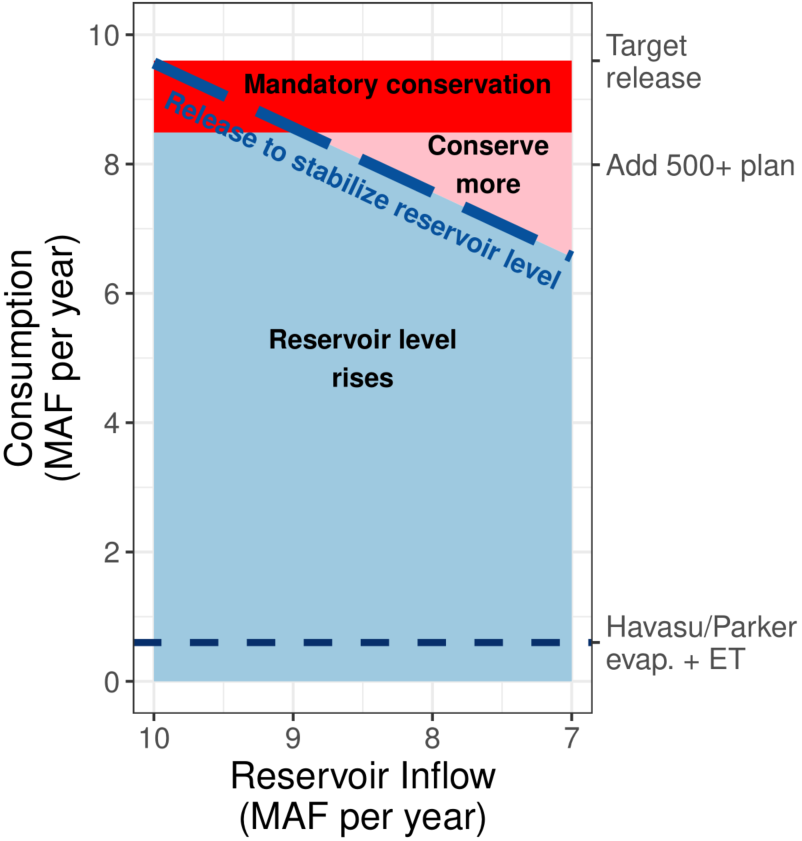 10
8
6
4
2
0
Consumption
(MAF per year)
Mandatory conservation
Release to stabilize reservoir level
Conserve
more
Reservoir level
rises
Target
release
Add 500+ plan
Havasu/Parker
evap. + ET
10
9
8
7
Reservoir Inflow
(MAF per year)